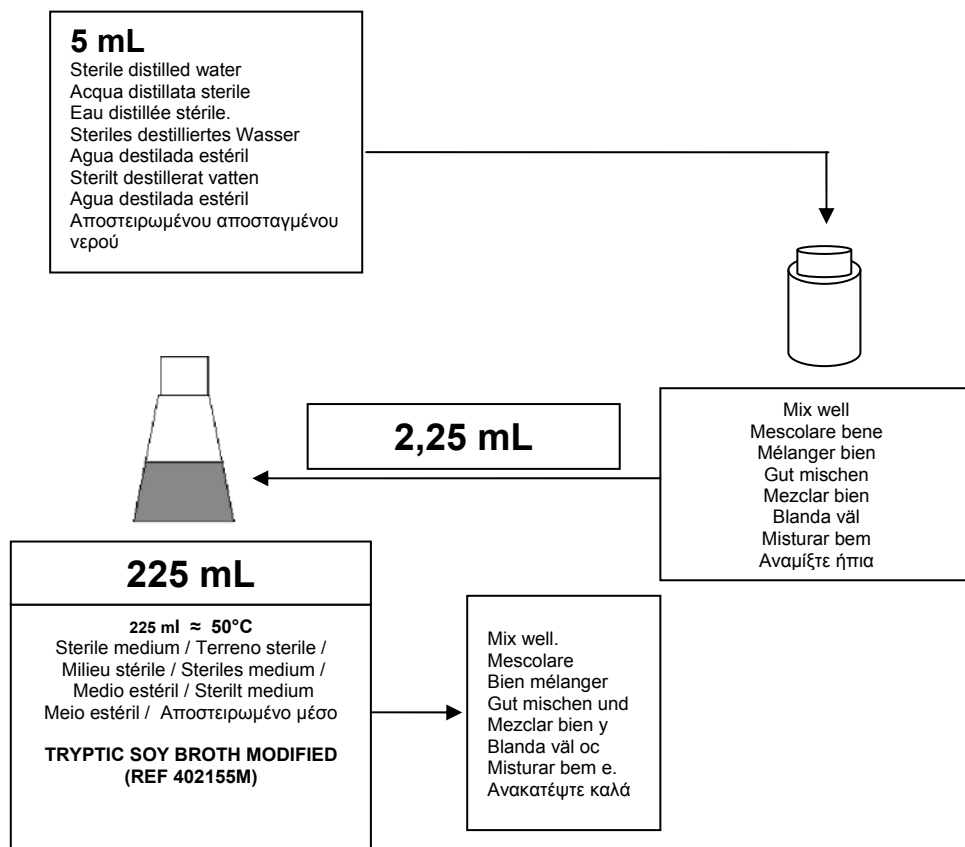 5 mL
Sterile distilled water
Acqua distillata sterile
Eau distillée stérile.
Steriles destilliertes Wasser
Agua destilada estéril
Sterilt destillerat vatten
Agua destilada estéril
Αποστειρωμένου αποσταγμένου
νερού
Mix well
Mescolare bene
Mélanger bien
Gut mischen
Mezclar bien
Blanda väl
Misturar bem
Αναμίξτε ήπια
2,25 mL
225 mL
225 ml ≈ 50°C
Sterile medium / Terreno sterile /
Milieu stérile / Steriles medium /
Medio estéril / Sterilt medium
Meio estéril / Αποστειρωμένο μέσο
TRYPTIC SOY BROTH MODIFIED
(REF 402155M)
Mix well.
Mescolare
Bien mélanger
Gut mischen und
Mezclar bien y
Blanda väl oc
Misturar bem e.
Ανακατέψτε καλά